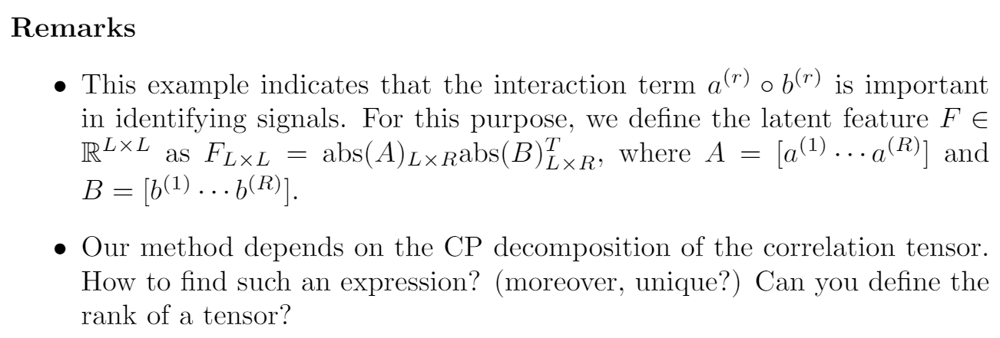 Remarks
• This example indicates that the interaction term $a^{(r)} \circ b^{(r)}$ is important
in identifying signals. For this purpose, we define the latent feature $F \in$
$\mathbb{R}^{L \times L}$ as $F_{L \times L} = \text{abs}(A)_{L \times R}\text{abs}(B)_{L \times R}^T$, where $A = [a^{(1)} \cdots a^{(R)}]$ and
$B = [b^{(1)} \cdots b^{(R)}]$.
• Our method depends on the CP decomposition of the correlation tensor.
How to find such an expression? (moreover, unique?) Can you define the
rank of a tensor?